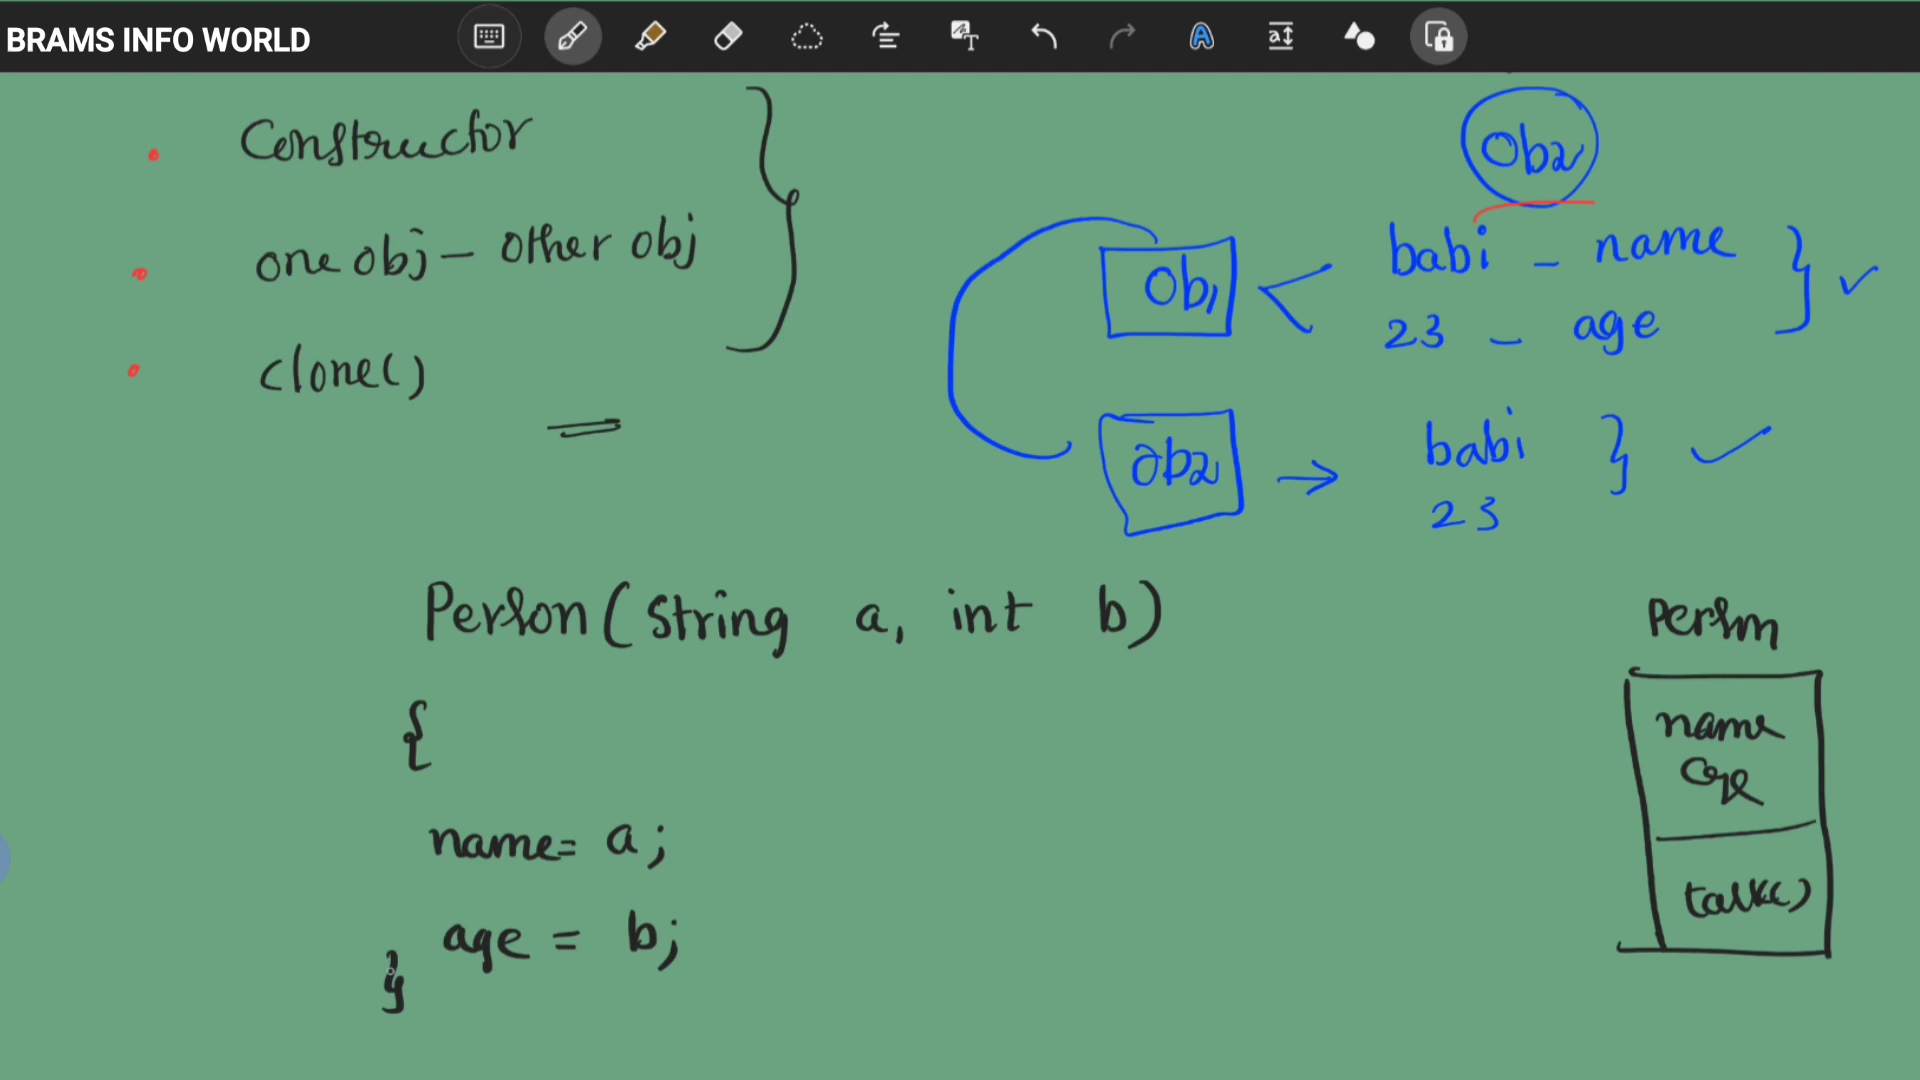 BRAMS INFO WORLD
Constructor
one obj - other obj
clone()
Ob2
Ob1 < babi - name }
23 - age
Ob2 → babi }
23
Person(String a, int b)
{
name= a;
age = b;
}
Person
name
age
talk()